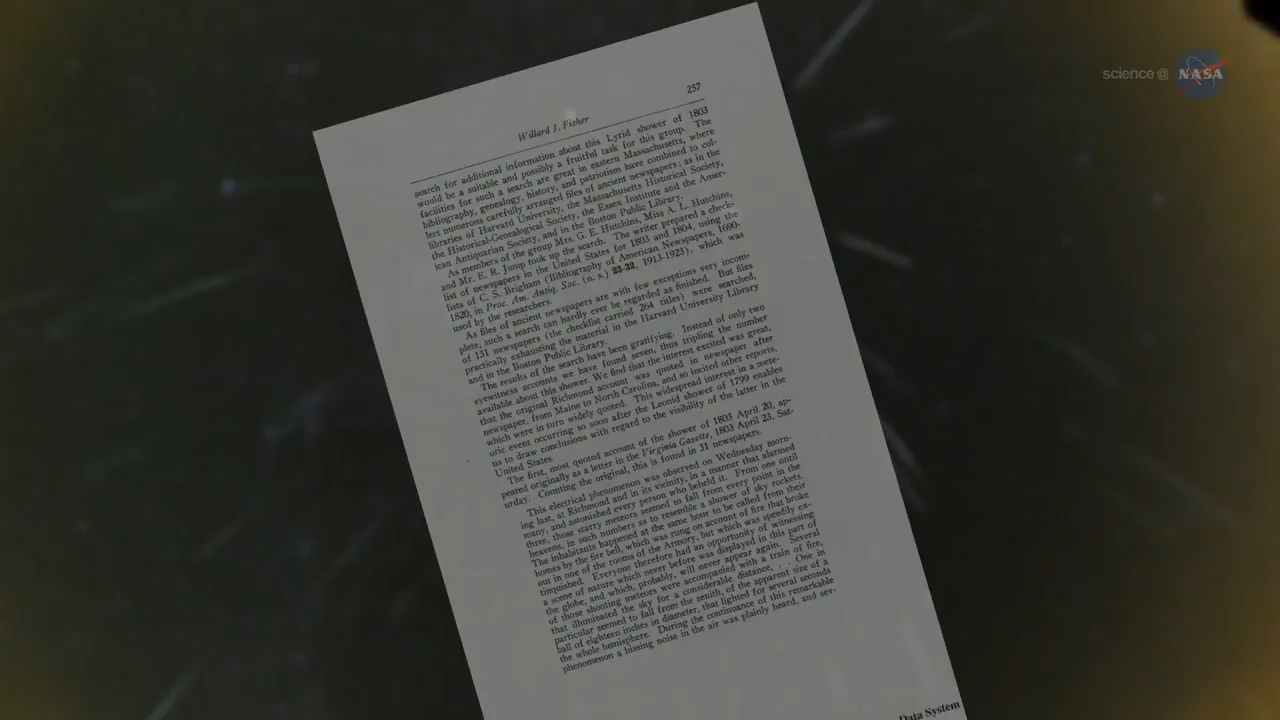 science@ NASA
257
Willard J. Fisher
search for additional information about this Lyrid shower of 1803
would be a suitable and possibly a fruitful task for this group. The
facilities for such a search are great in eastern Massachusetts, where
bibliography, genealogy, history, and patriotism have combined to col-
lect numerous carefully arranged files of ancient newspapers; as in the
libraries of Harvard University, the Massachusetts Historical Society,
the Historical-Genealogical Society, the Essex Institute and the Amer-
ican Antiquarian Society, and in the Boston Public Library.
As members of the group Mrs. G. E. Hutchins, Miss A. L. Hotchins,
and Mr. E. R. Jump took up the search. The writer prepared a check-
list of newspapers in the United States for 1803 and 1804, using the
lists of C. S. Brigham (Bibliography of American Newspapers, 1690-
1820, in Proc. Am. Antiq. Soc. (n. s.) 23-32, 1913-1923), which was
used by the researchers.
As files of ancient newspapers are with few exceptions very incom-
plete, such a search can hardly ever be regarded as finished. But files
of 131 newspapers (the checklist carried 264 titles) were searched,
practically exhausting the material in the Harvard University Library
and in the Boston Public Library.
The results of the search have been gratifying. Instead of only two
eyewitness accounts we have found seven, thus tripling the number
available about this shower. We find that the interest excited was great,
that the original Richmond account was quoted in newspaper after
newspaper, from Maine to North Carolina, and so incited other reports,
which were in turn widely quoted. This widespread interest in a mete-
oric event occurring so soon after the Leonid shower of 1799 enables
us to draw conclusions with regard to the visibility of the latter in the
United States.
The first, most quoted account of the shower of 1803 April 20, ap-
peared originally as a letter in the Virginia Gazette, 1803 April 23, Sat-
urday. Counting the original, this is found in 31 newspapers.
This electrical phenomenon was observed on Wednesday morn-
ing last, at Richmond and in its vicinity, in a manner that alarmed
many, and astonished every person who beheld it. From one until
three, those starry meteors seemed to fall from every point in the
heavens, in such numbers as to resemble a shower of sky rockets.
The inhabitants happened at the same hour to be called from their
homes by the fire bell, which was rung on account of fire that broke
out in one of the rooms of the Armory, but which was speedily ex-
tinguished. Everyone therefore had an opportunity of witnessing
a scene of nature which never before was displayed in this part of
the globe, and which, probably, will never appear again. Several
of those shooting meteors were accompanied with a train of fire,
that illuminated the sky for a considerable distance, . . One in
particular seemed to fall from the zenith, of the apparent size of a
ball of eighteen inches in diameter, that lighted for several seconds
the whole hemisphere. During the continuance of this remarkable
phenomenon a hissing noise in the air was plainly heard, and sev-
Data System